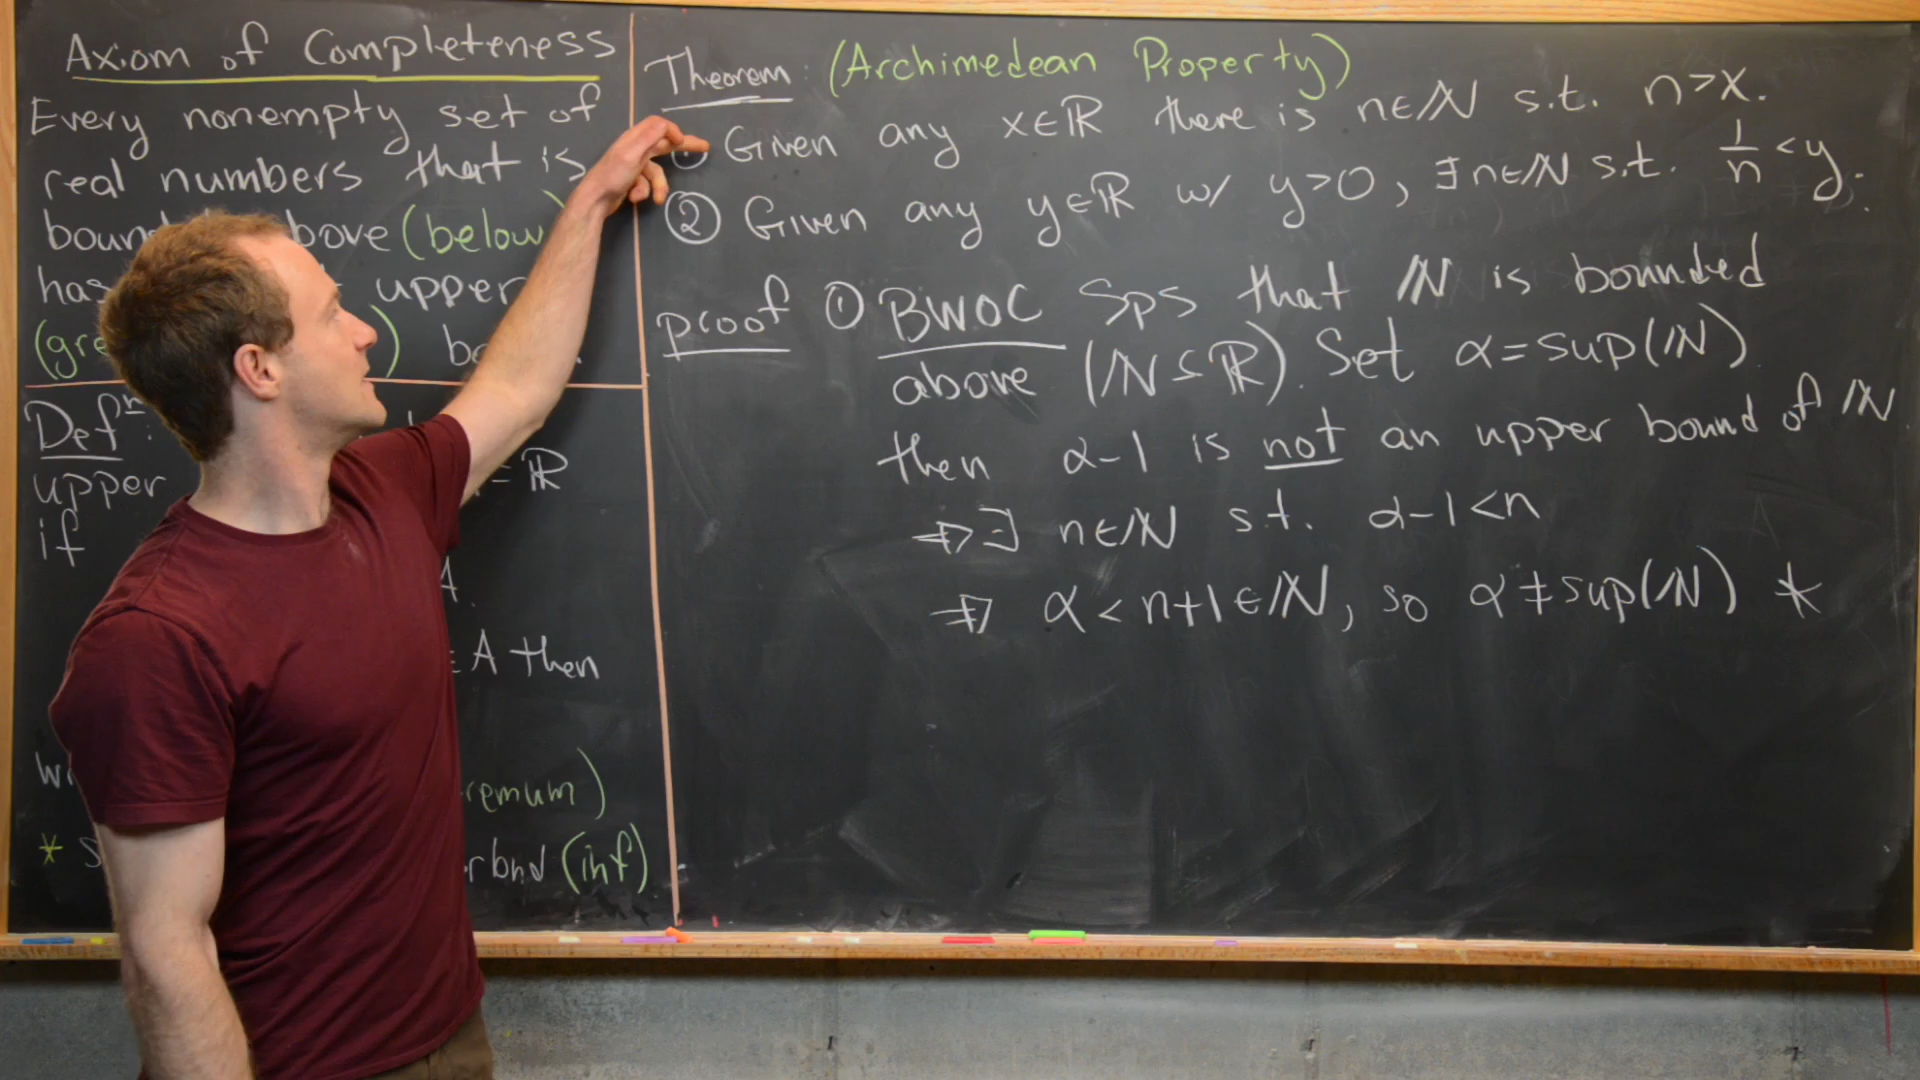 Axiom of Completeness
Every nonempty set of
real numbers that is
above (below)
has upper
(gre )
Defⁿ:
upper ℝ
if
A.
A then
remum)
* s bnd (inf)
Theorem: (Archimedean Property)
① Given any x∈ℝ there is n∈ℕ s.t. n>x.
② Given any y∈ℝ w/ y>0, ∃n∈ℕ s.t. 1/n <y.
proof ① BWOC Sps that ℕ is bounded
above (ℕ⊆ℝ). Set α=sup(ℕ)
then α-1 is not an upper bound of ℕ
⇒∃ n∈ℕ s.t. α-1<n
⇒ α<n+1∈ℕ, so α≠sup(ℕ) *